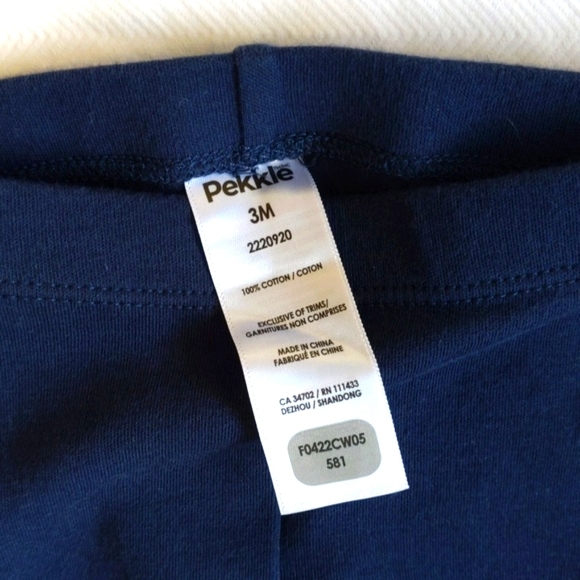 Pekkle
3M
2220920
100% COTTON / COTON
EXCLUSIVE OF TRIMS/
GARNITURES NON COMPRISES
MADE IN CHINA
FABRIQUÉ EN CHINE
CA 34702 / RN 111433
DEZHOU / SHANDONG
F0422CW05
581